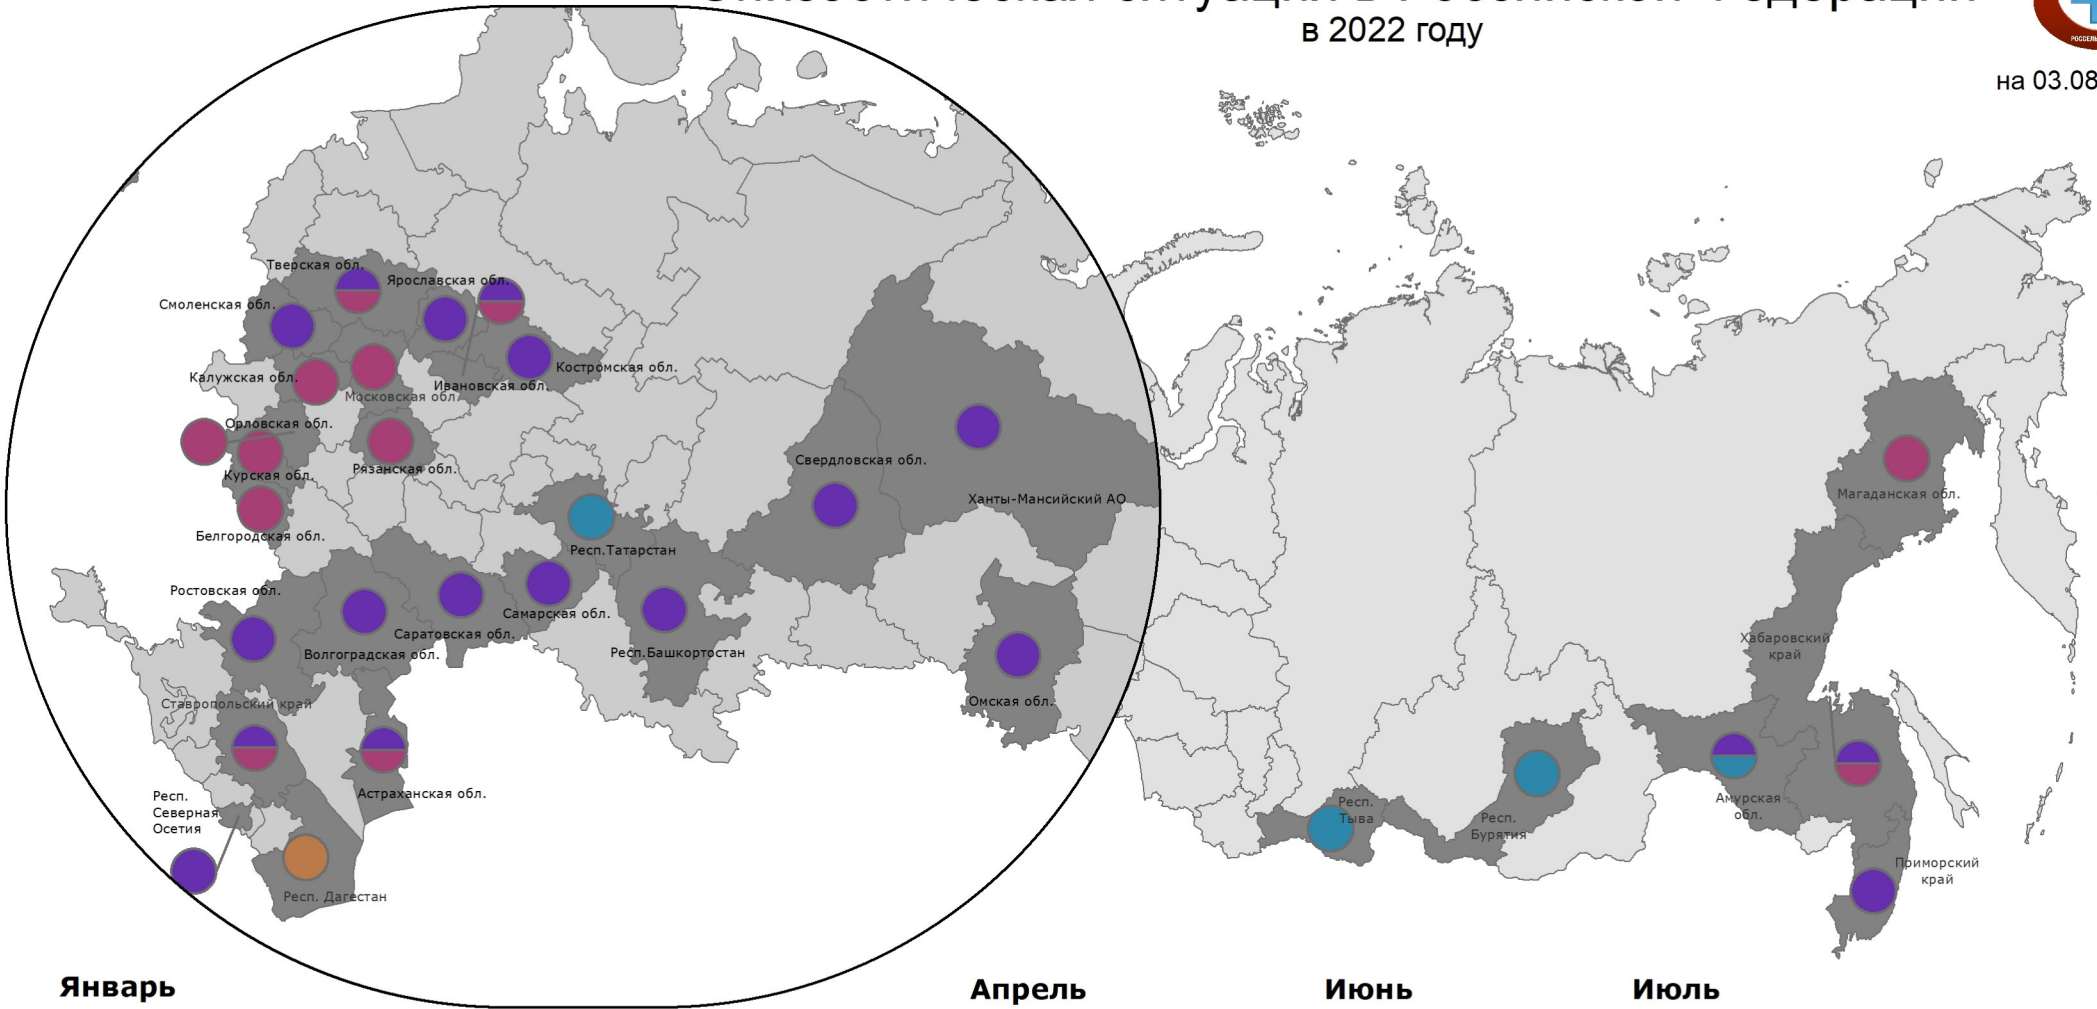 в 2022 году
на 03.08
Тверская обл.
Ярославская обл.
Смоленская обл.
Костромская обл.
Калужская обл.
Ивановская обл.
Московская обл.
Орловская обл.
Рязанская обл.
Курская обл.
Свердловская обл.
Ханты-Мансийский АО
Магаданская обл.
Белгородская обл.
Респ.Татарстан
Ростовская обл.
Самарская обл.
Саратовская обл.
Волгоградская обл.
Респ.Башкортостан
Хабаровский
край
Омская обл.
Ставропольский край
Астраханская обл.
Респ.
Северная
Осетия
Респ.
Тыва
Респ.
Бурятия
Амурская
обл.
Приморский
край
Респ. Дагестан
Январь
Апрель
Июнь
Июль